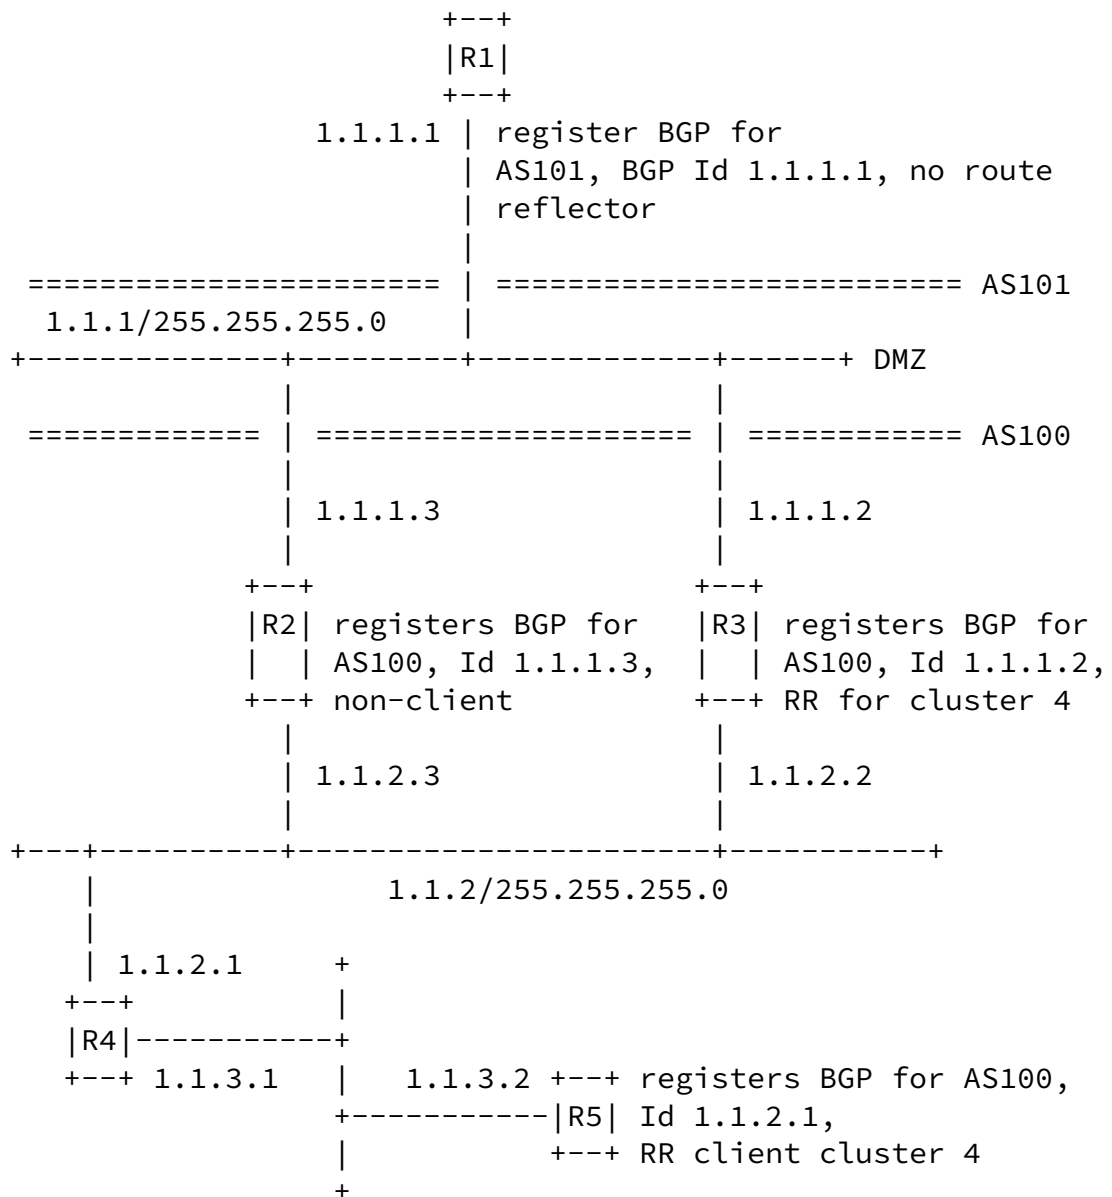 +--+
|R1|
+--+
1.1.1.1 | register BGP for
| AS101, BGP Id 1.1.1.1, no route
| reflector
|
======================= | ========================== AS101
1.1.1/255.255.255.0 |
+--------------+---------+-------------+------+ DMZ
| |
============= | ===================== | ============ AS100
| |
| 1.1.1.3 | 1.1.1.2
| |
+--+ +--+
|R2| registers BGP for |R3| registers BGP for
| | AS100, Id 1.1.1.3, | | AS100, Id 1.1.1.2,
+--+ non-client +--+ RR for cluster 4
| |
| 1.1.2.3 | 1.1.2.2
| |
+---+----------+-----------------------+-----------+
| 1.1.2/255.255.255.0
|
| 1.1.2.1 +
+--+ |
|R4|-----------+
+--+ 1.1.3.1 | 1.1.3.2 +--+ registers BGP for AS100,
+-----------|R5| Id 1.1.2.1,
| +--+ RR client cluster 4
+